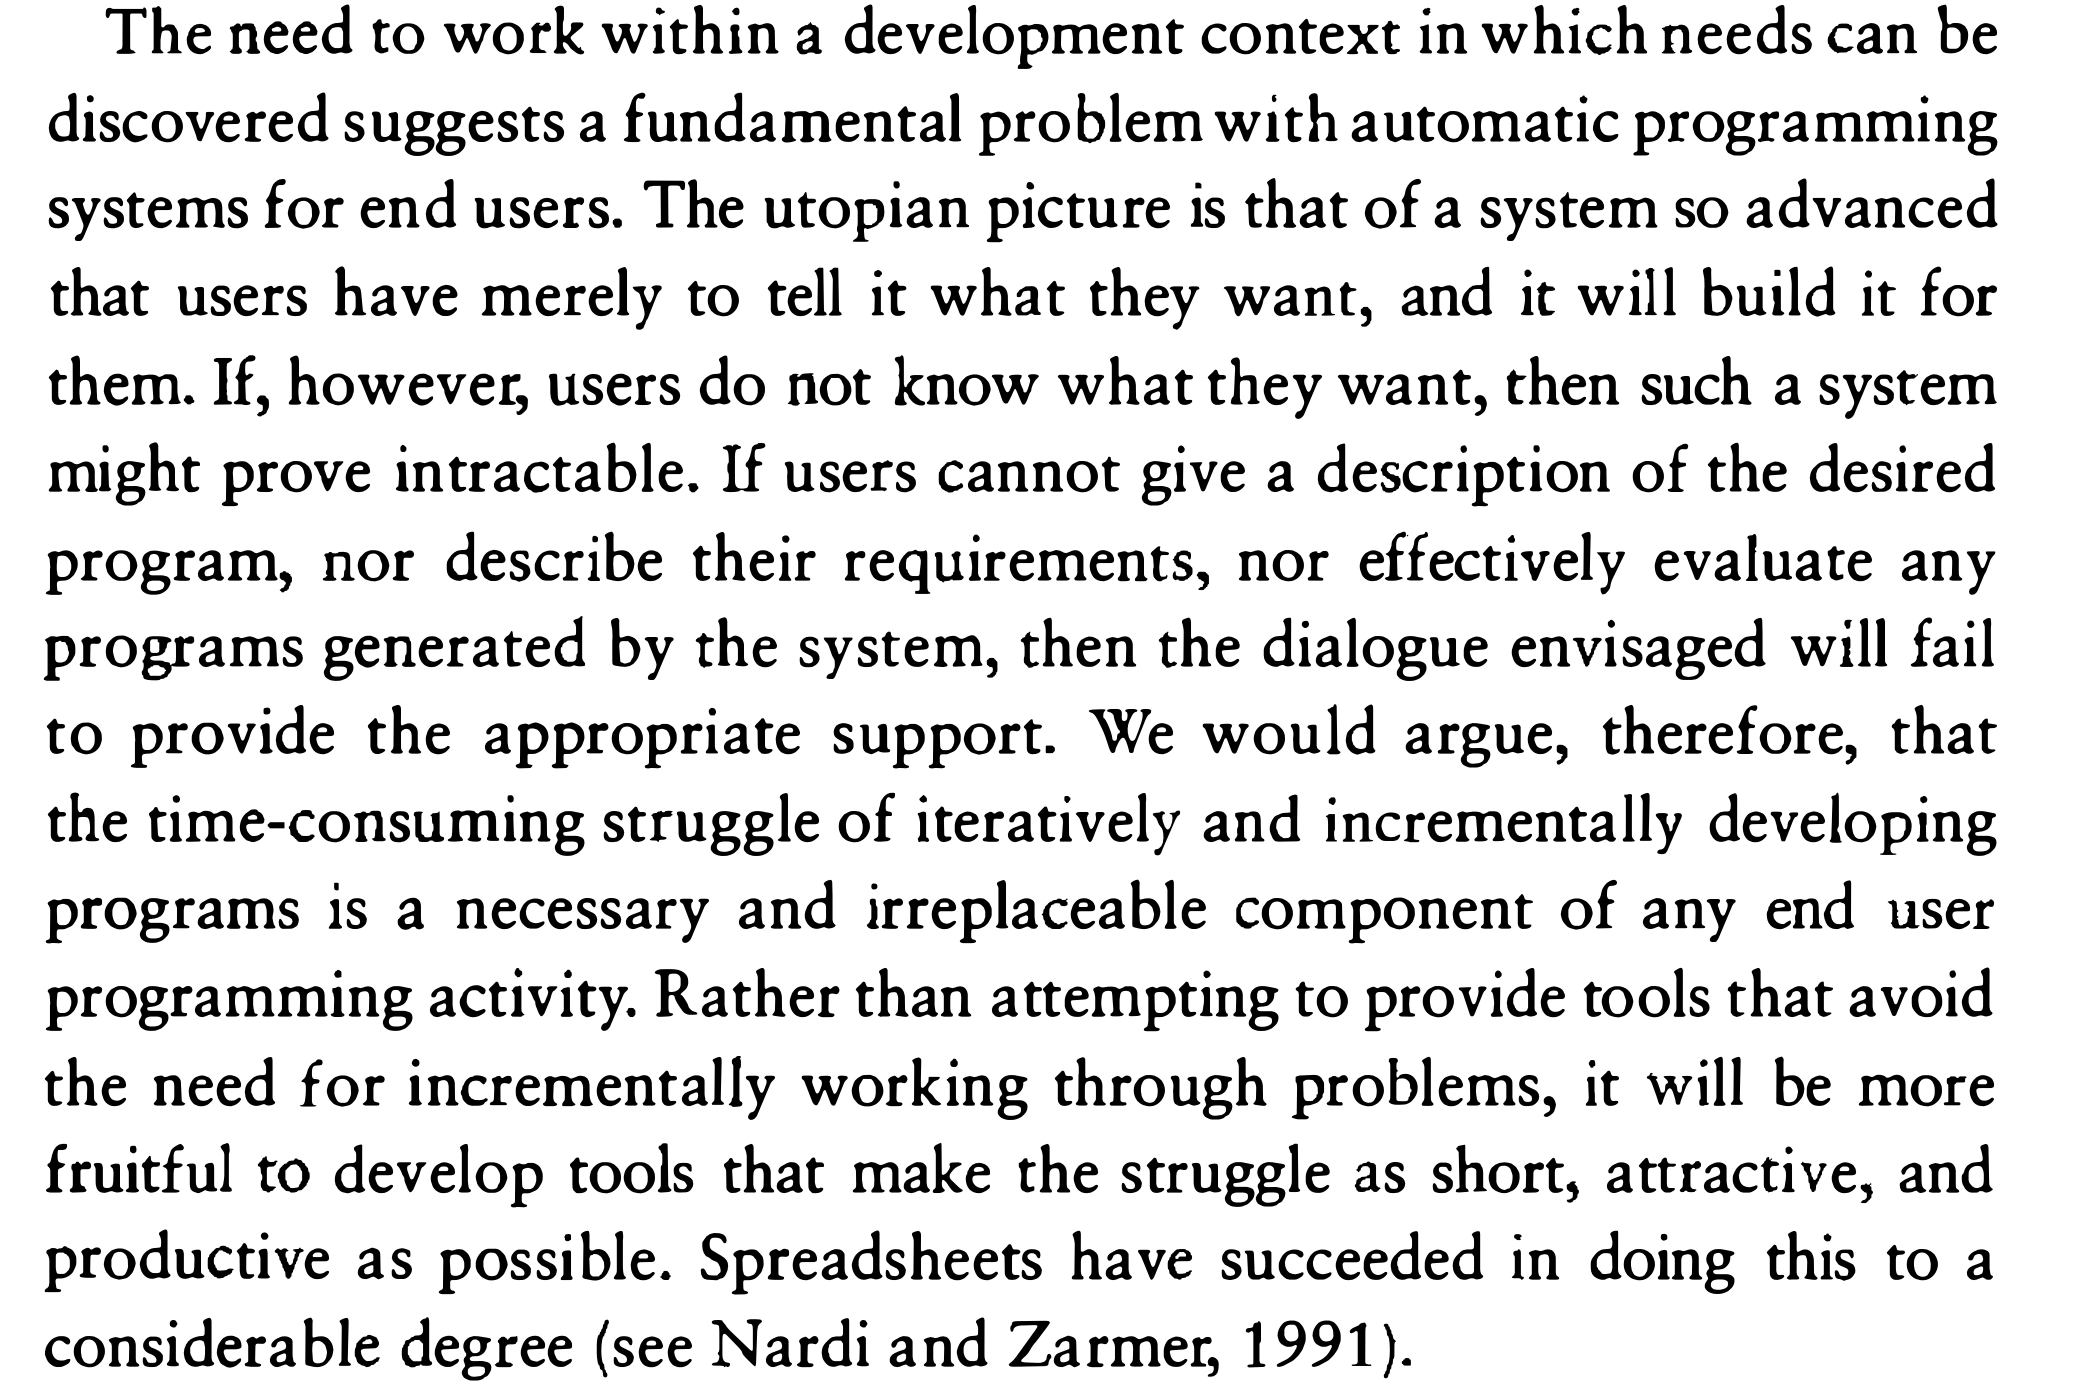 The need to work within a development context in which needs can be
discovered suggests a fundamental problem with automatic programming
systems for end users. The utopian picture is that of a system so advanced
that users have merely to tell it what they want, and it will build it for
them. If, however, users do not know what they want, then such a system
might prove intractable. If users cannot give a description of the desired
program, nor describe their requirements, nor effectively evaluate any
programs generated by the system, then the dialogue envisaged will fail
to provide the appropriate support. We would argue, therefore, that
the time-consuming struggle of iteratively and incrementally developing
programs is a necessary and irreplaceable component of any end user
programming activity. Rather than attempting to provide tools that avoid
the need for incrementally working through problems, it will be more
fruitful to develop tools that make the struggle as short, attractive, and
productive as possible. Spreadsheets have succeeded in doing this to a
considerable degree (see Nardi and Zarmer, 1991).